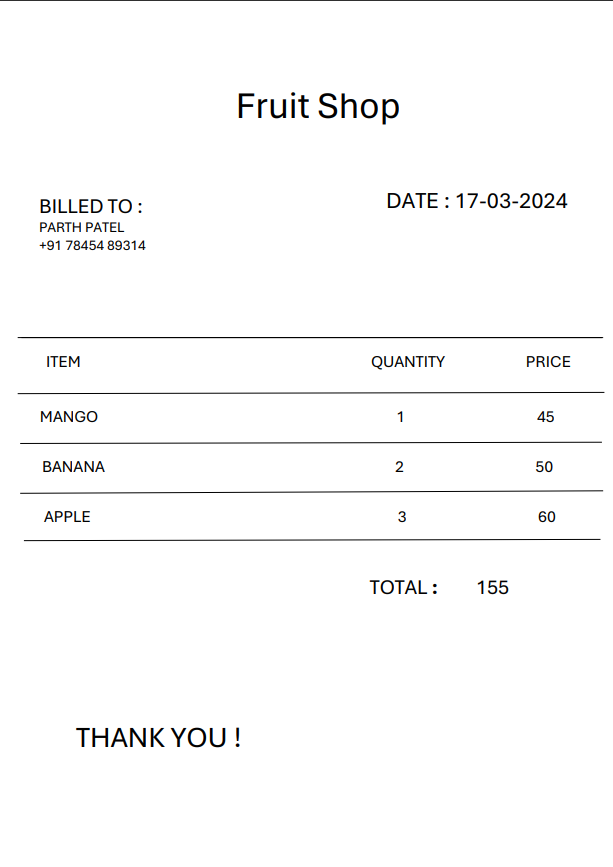 Fruit Shop
BILLED TO :
DATE : 17-03-2024
PARTH PATEL
+91 78454 89314
ITEM QUANTITY PRICE
MANGO 1 45
BANANA 2 50
APPLE 3 60
TOTAL : 155
THANK YOU !